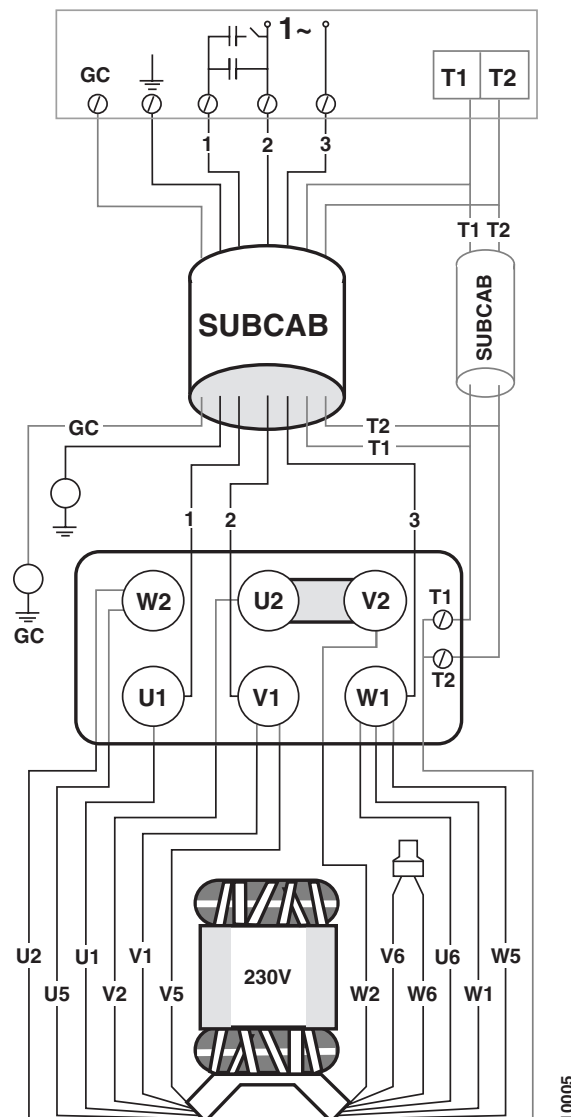 1~
GC
T1 T2
1 2 3
T1 T2
SUBCAB
SUBCAB
GC
T2
T1
1 2 3
W2 U2 V2
T1
GC
T2
U1 V1 W1
230V
U2 U1 V1 V6 U6 W5
U5 V2 V5 W2 W6 W1